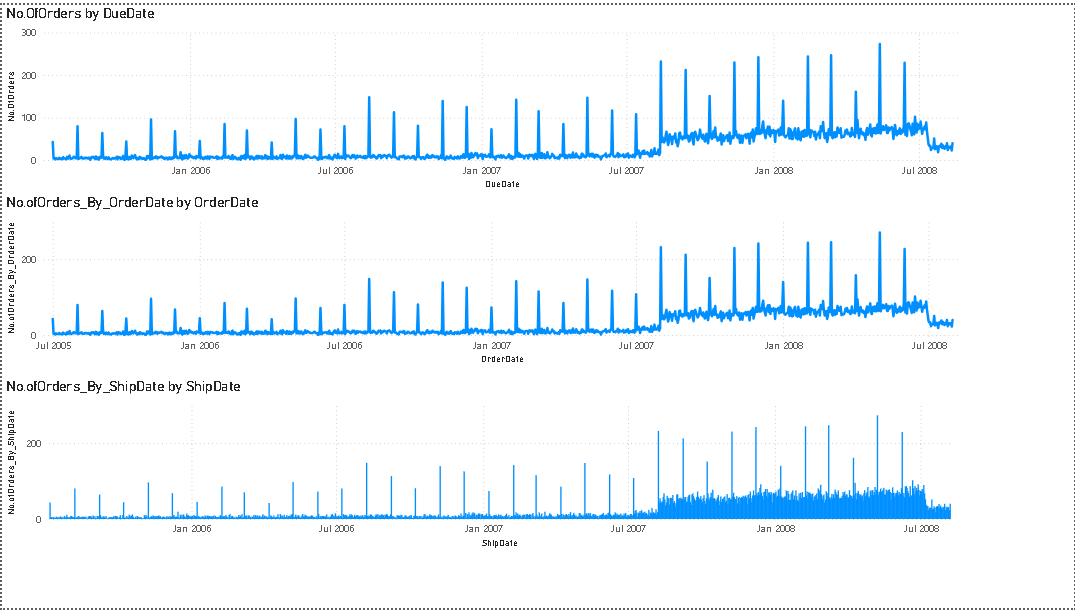 No.OfOrders by DueDate
300
200
100
0
No.OfOrders
Jan 2006 Jul 2006 Jan 2007 Jul 2007 Jan 2008 Jul 2008
DueDate
No.ofOrders_By_OrderDate by OrderDate
200
0
No.ofOrders_By_OrderDate
Jul 2005 Jan 2006 Jul 2006 Jan 2007 Jul 2007 Jan 2008 Jul 2008
OrderDate
No.ofOrders_By_ShipDate by ShipDate
200
0
No.ofOrders_By_ShipDate
Jan 2006 Jul 2006 Jan 2007 Jul 2007 Jan 2008 Jul 2008
ShipDate